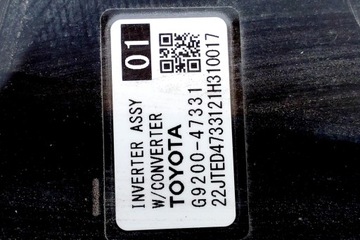 01
INVERTER ASSY
W/CONVERTER
TOYOTA
G9200-47331
22JTED4733121H310017